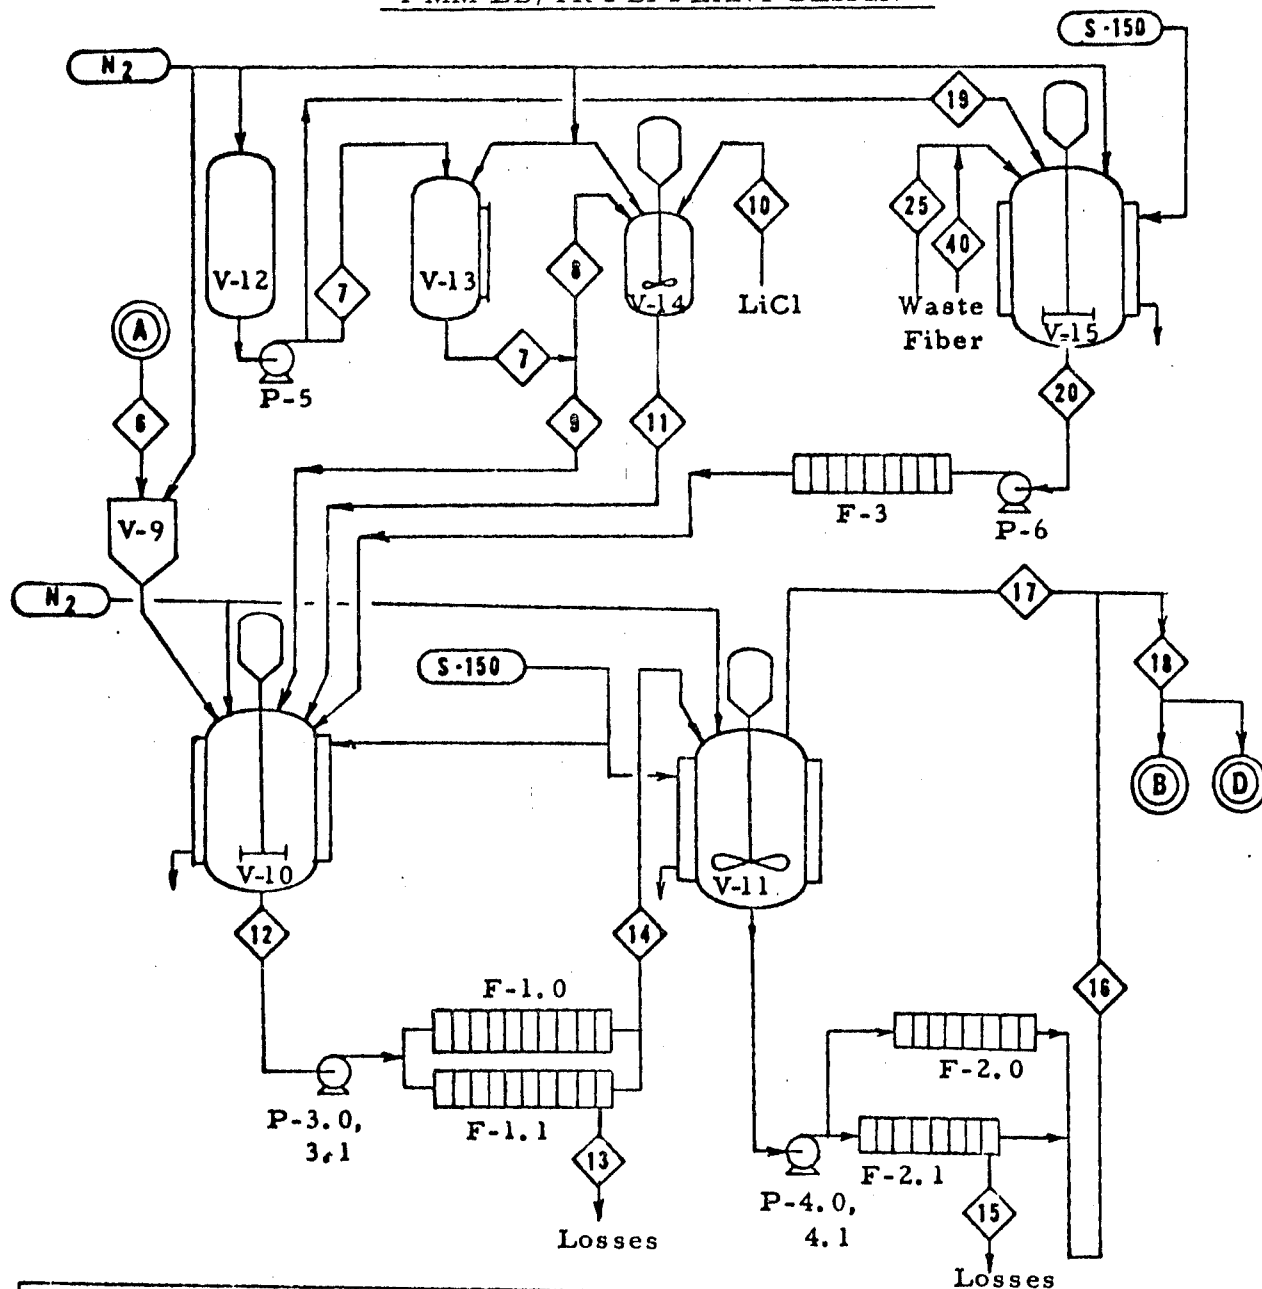 S-150
N2
19
V-12
7
V-13
8
V-14
10
LiCl
25
40
Waste
Fiber
V-15
A
P-5
7
6
9
11
20
V-9
F-3
P-6
N2
17
S-150
18
B
D
V-10
V-11
12
14
16
F-1.0
F-1.1
P-3.0,
3.1
13
Losses
F-2.0
F-2.1
P-4.0,
4.1
15
Losses